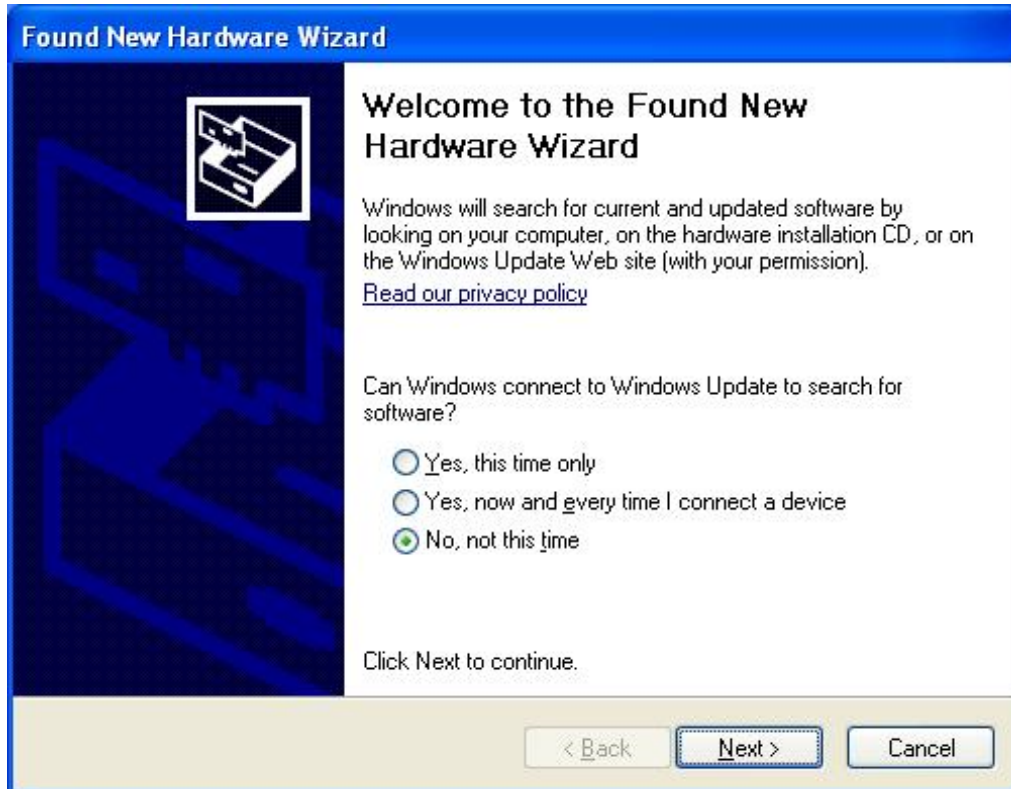 Found New Hardware Wizard
Welcome to the Found New
Hardware Wizard
Windows will search for current and updated software by
looking on your computer, on the hardware installation CD, or on
the Windows Update Web site (with your permission).
Read our privacy policy
Can Windows connect to Windows Update to search for
software?
Yes, this time only
Yes, now and every time I connect a device
No, not this time
Click Next to continue.
< Back
Next >
Cancel